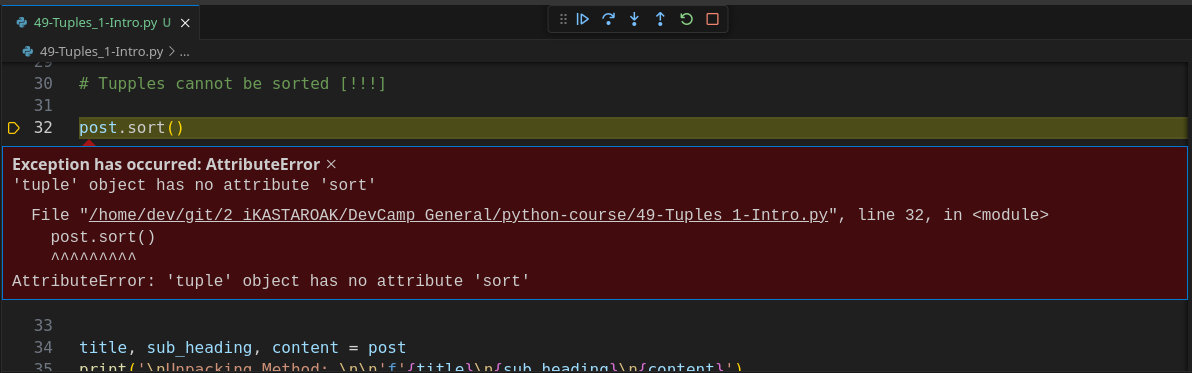 49-Tuples_1-Intro.py U
49-Tuples_1-Intro.py > ...
29
30 # Tupples cannot be sorted [!!!]
31
32 post.sort()
Exception has occurred: AttributeError
'tuple' object has no attribute 'sort'
File "/home/dev/git/2_iKASTAROAK/DevCamp_General/python-course/49-Tuples_1-Intro.py", line 32, in <module>
post.sort()
^^^^^^^^^
AttributeError: 'tuple' object has no attribute 'sort'
33
34 title, sub_heading, content = post
35 print('\nUnpacking Method: \n\n'f'{title}\n{sub_heading}\n{content}')